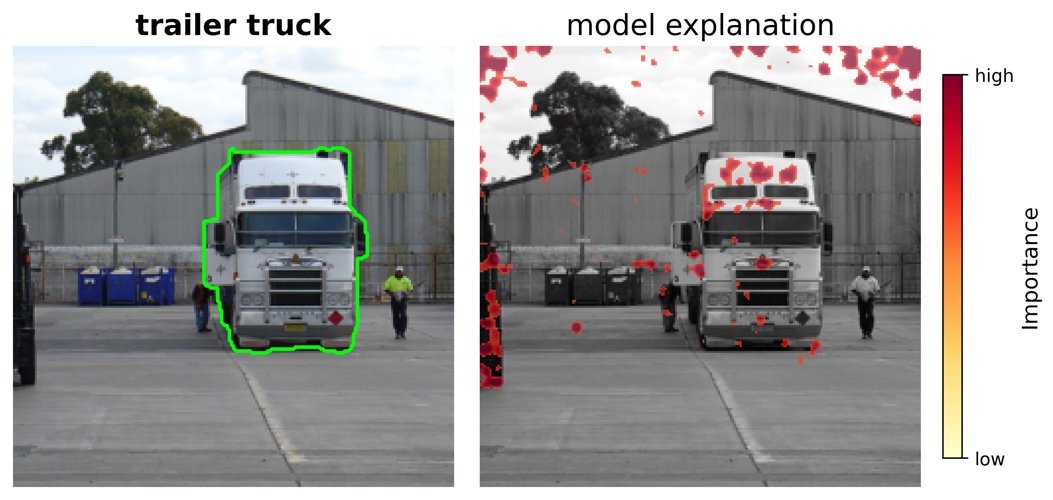 trailer truck
model explanation
high
Importance
low